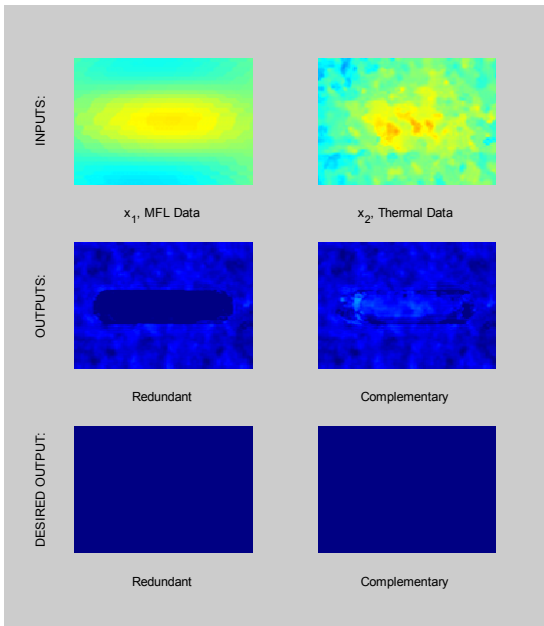 INPUTS:
x1, MFL Data
x2, Thermal Data
OUTPUTS:
Redundant
Complementary
DESIRED OUTPUT:
Redundant
Complementary